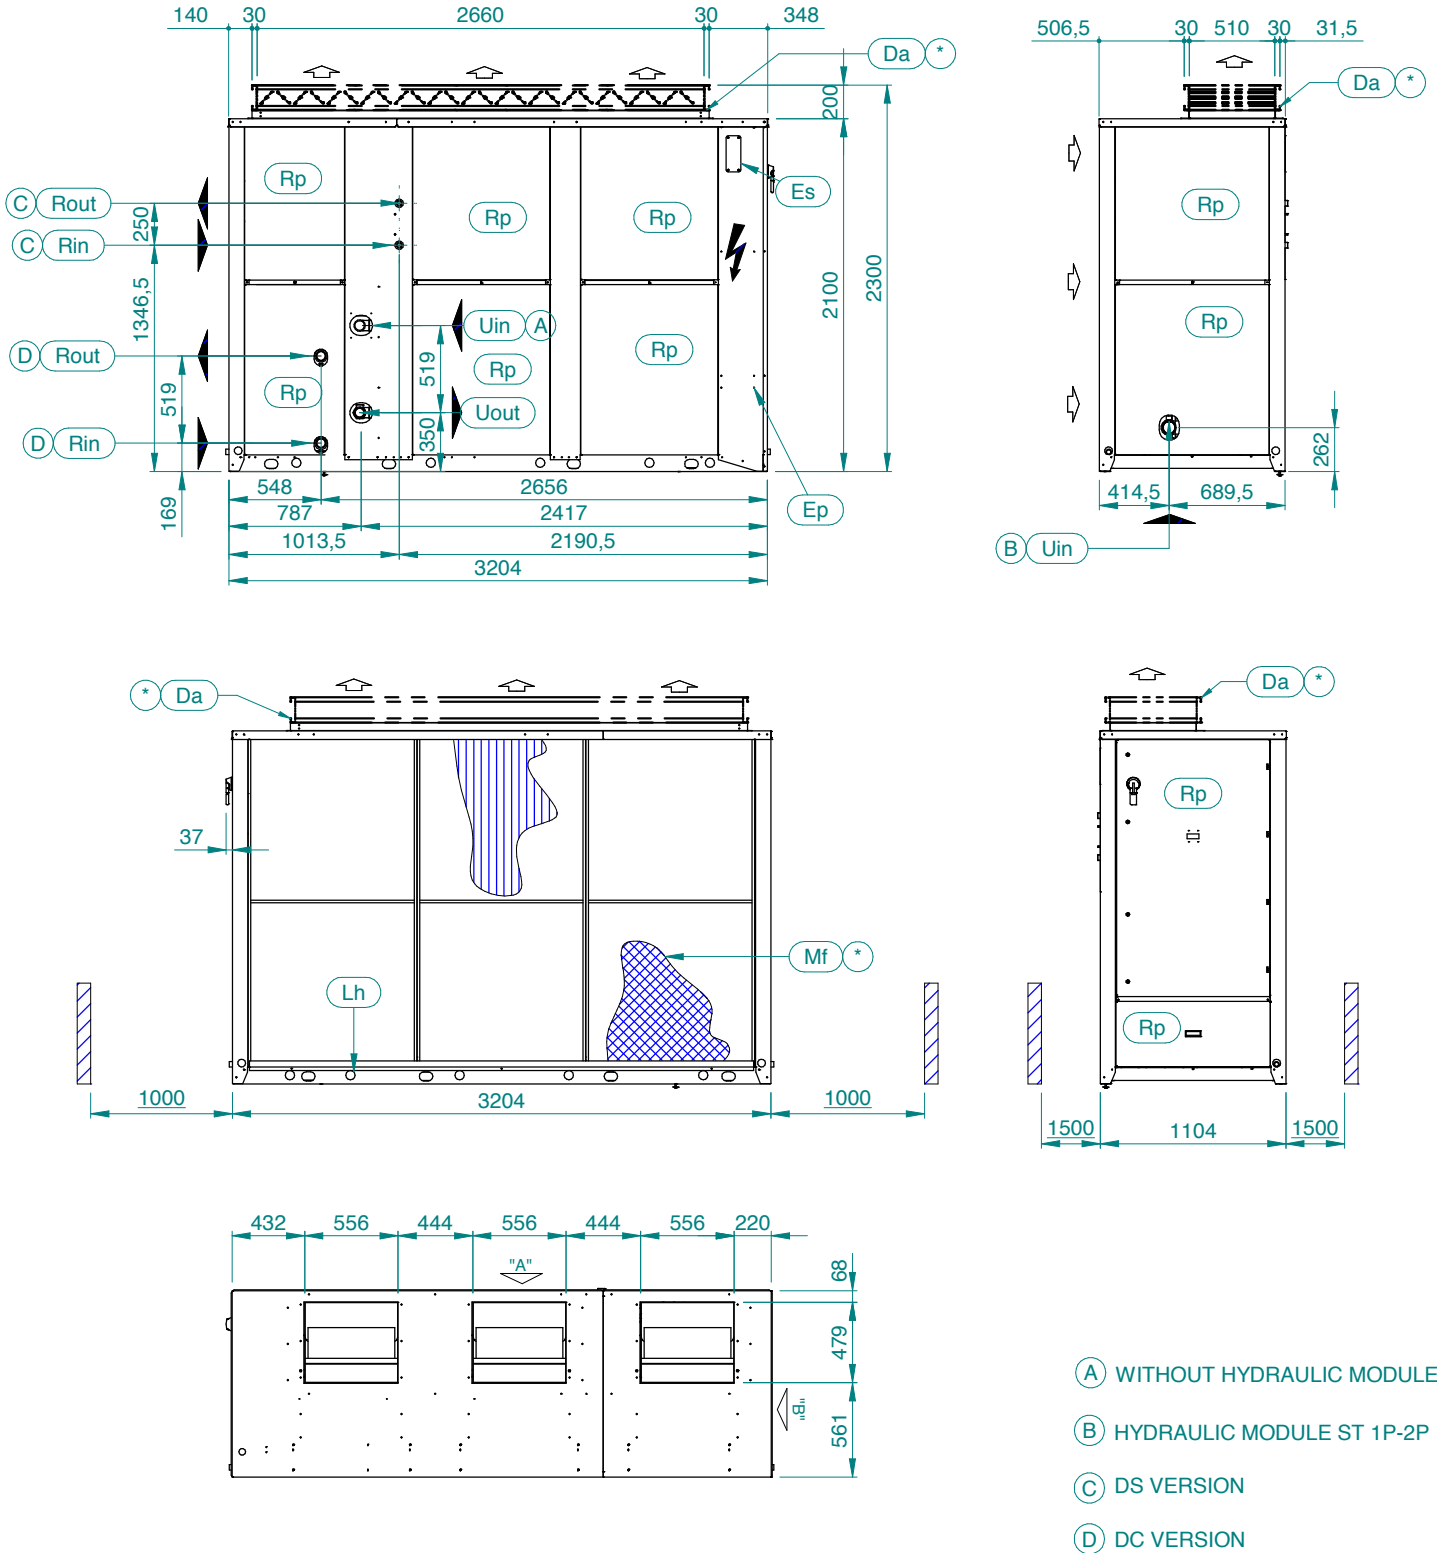 140 30 2660 30 348
506,5 30 510 30 31,5
Da *
Da *
200
2300
2100
Rp
Es
C Rout
Rp
Rp
Rp
250
C Rin
1346,5
Uin A
Rp
D Rout
Rp
519
Rp
519
Rp
Uout
350
D Rin
262
548 2656
414,5 689,5
169
787 2417
Ep
1013,5 2190,5
B Uin
3204
* Da
Da *
Rp
37
Mf *
Lh
Rp
1000 3204 1000
1500 1104 1500
432 556 444 556 444 556 220
"A"
68
479
"B"
561
A WITHOUT HYDRAULIC MODULE
B HYDRAULIC MODULE ST 1P-2P
C DS VERSION
D DC VERSION